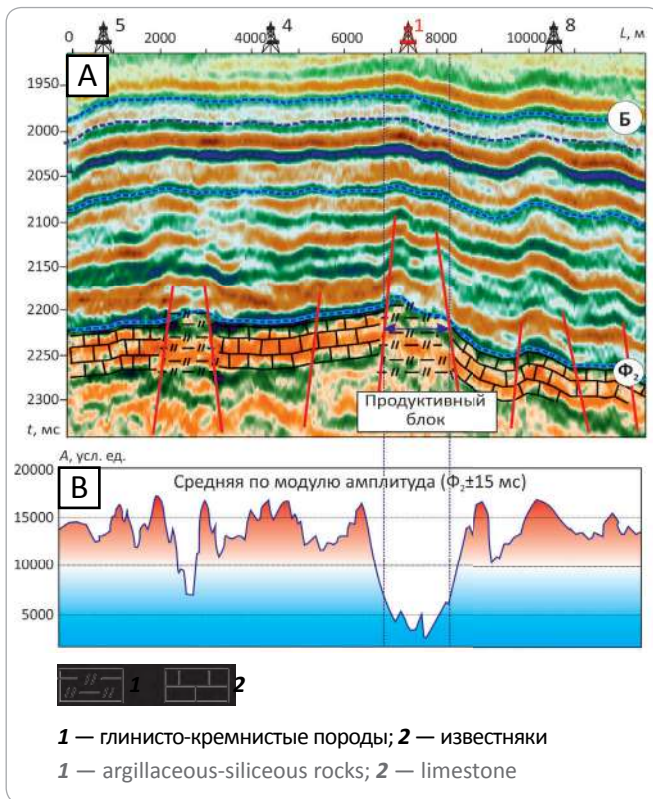 5 4 1 8
0 2000 4000 6000 8000 10000 L, м
A
1950
Б
2000
2050
2100
2150
2200
2250
Ф₂
2300
Продуктивный
блок
t, мс
A, усл. ед.
20000
B
Средняя по модулю амплитуда (Ф₂±15 мс)
15000
10000
5000
1 2
1 — глинисто-кремнистые породы; 2 — известняки
1 — argillaceous-siliceous rocks; 2 — limestone